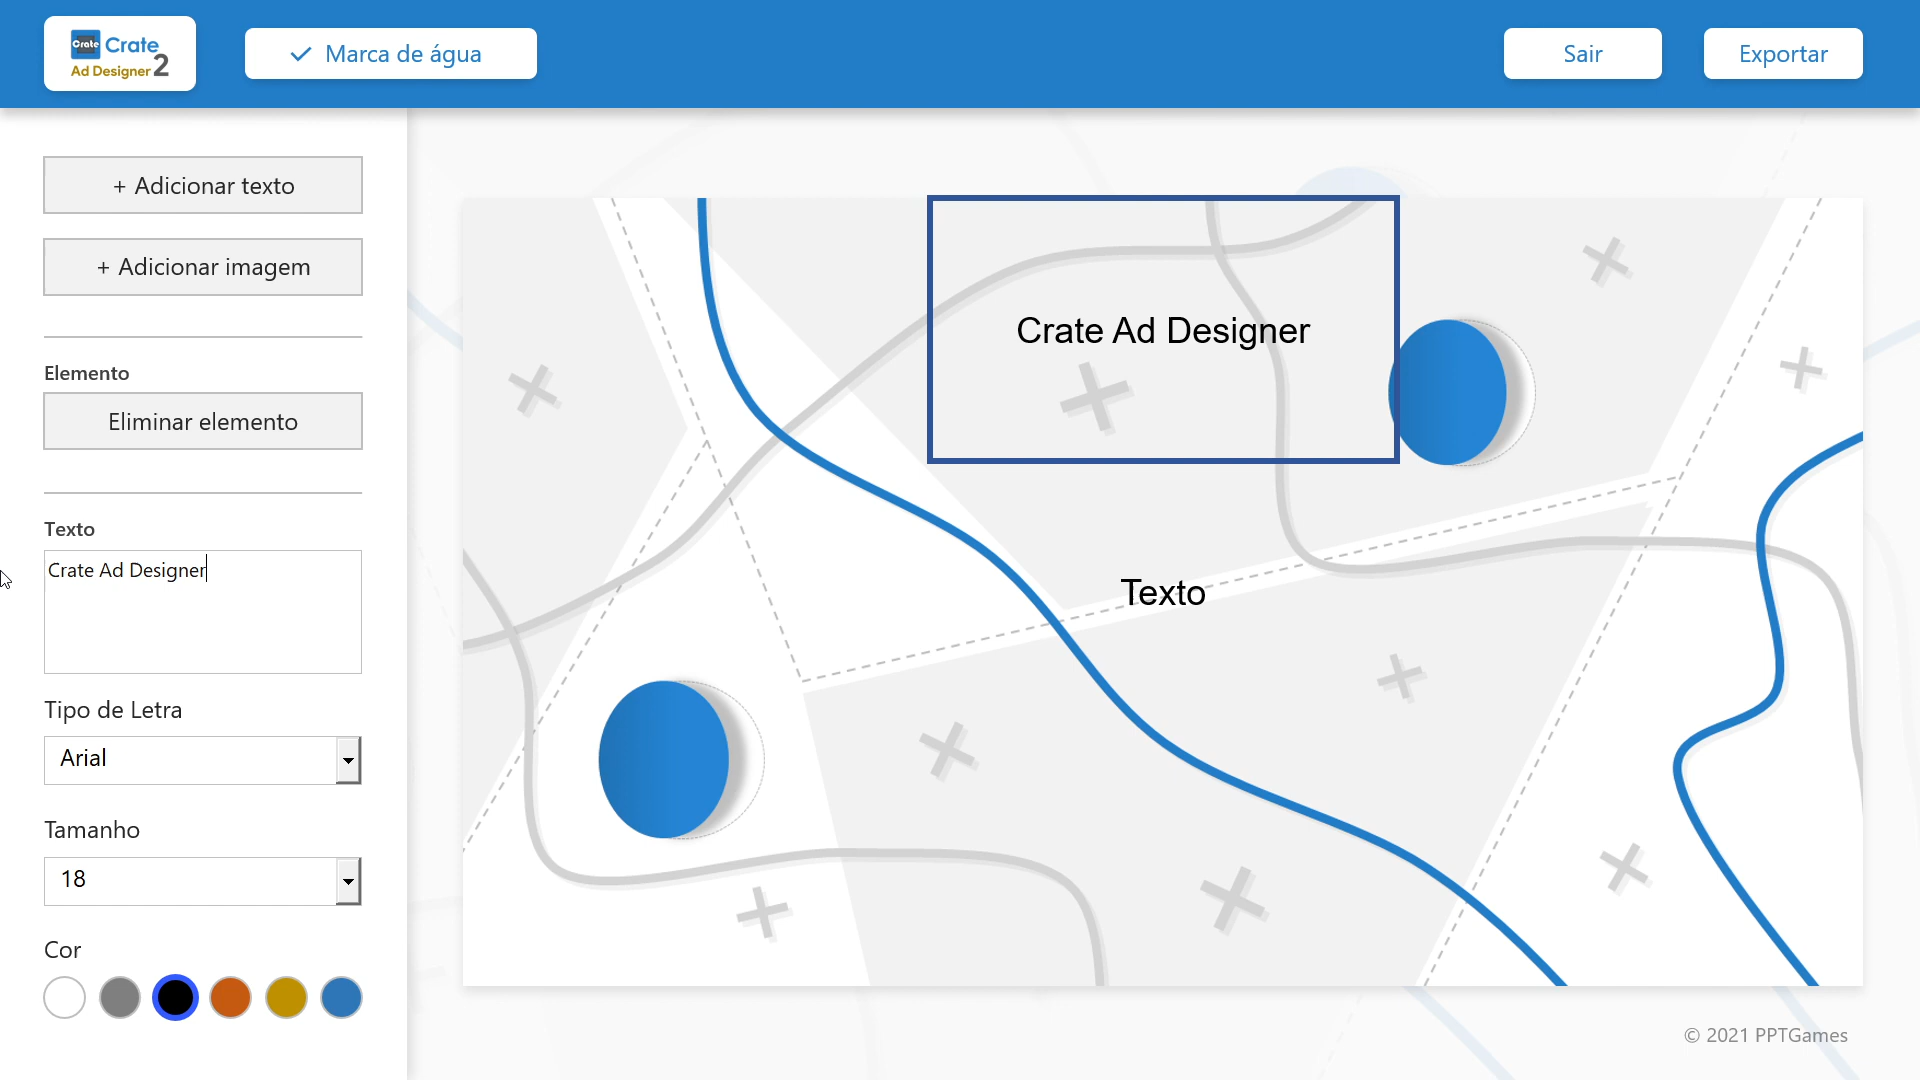 Crate Crate
Ad Designer 2
Marca de água
Sair
Exportar
+ Adicionar texto
+ Adicionar imagem
Elemento
Eliminar elemento
Texto
Crate Ad Designer
Tipo de Letra
Arial
Tamanho
18
Cor
Crate Ad Designer
Texto
© 2021 PPTGames